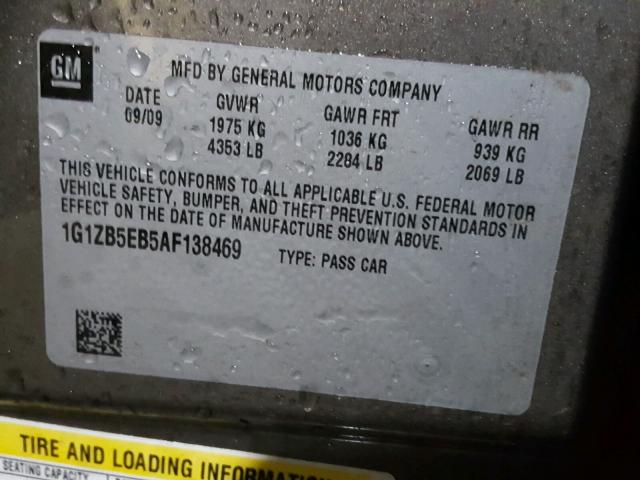 GM
MFD BY GENERAL MOTORS COMPANY
DATE GVWR GAWR FRT GAWR RR
09/09 1975 KG 1036 KG 939 KG
4353 LB 2284 LB 2069 LB
THIS VEHICLE CONFORMS TO ALL APPLICABLE U.S. FEDERAL MOTOR
VEHICLE SAFETY, BUMPER, AND THEFT PREVENTION STANDARDS IN
EFFECT ON THE DATE OF MANUFACTURE SHOWN ABOVE.
1G1ZB5EB5AF138469 TYPE: PASS CAR
TIRE AND LOADING INFORMATION
SEATING CAPACITY